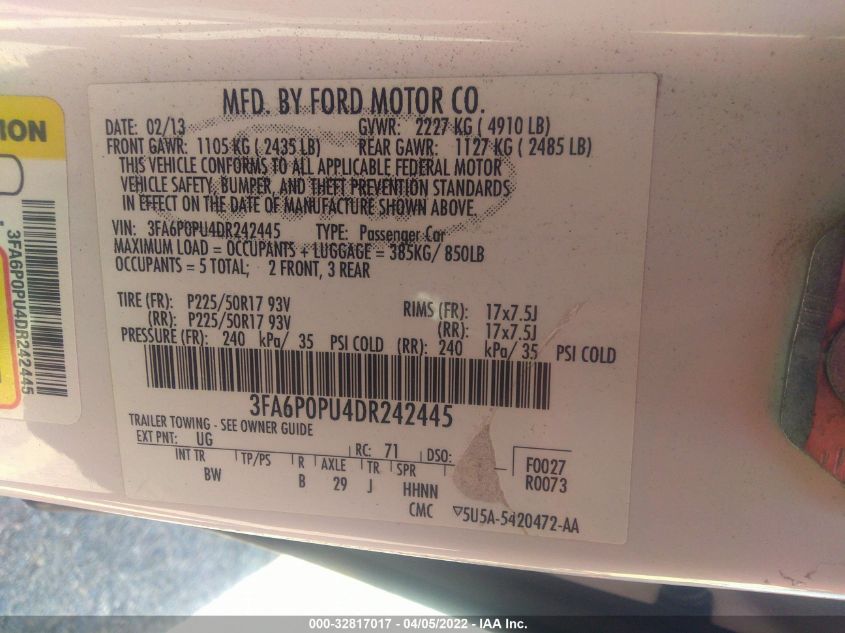 MFD. BY FORD MOTOR CO.
DATE: 02/13 GVWR: 2227 KG ( 4910 LB)
FRONT GAWR: 1105 KG ( 2435 LB) REAR GAWR: 1127 KG ( 2485 LB)
THIS VEHICLE CONFORMS TO ALL APPLICABLE FEDERAL MOTOR
VEHICLE SAFETY, BUMPER, AND THEFT PREVENTION STANDARDS
IN EFFECT ON THE DATE OF MANUFACTURE SHOWN ABOVE.
VIN: 3FA6P0PU4DR242445 TYPE: Passenger Car
MAXIMUM LOAD = OCCUPANTS + LUGGAGE = 385KG/ 850LB
OCCUPANTS = 5 TOTAL; 2 FRONT, 3 REAR
TIRE (FR): P225/50R17 93V RIMS (FR): 17x7.5J
(RR): P225/50R17 93V (RR): 17x7.5J
PRESSURE (FR): 240 kPa/ 35 PSI COLD (RR): 240 kPa/ 35 PSI COLD
3FA6P0PU4DR242445
TRAILER TOWING - SEE OWNER GUIDE
EXT PNT: UG RC: 71 DSO: F0027
INT TR TP/PS R AXLE TR SPR R0073
BW B 29 J HHNN
CMC ▽5U5A-5420472-AA
ION
3FA6P0PU4DR242445
000-32817017 - 04/05/2022 - IAA Inc.